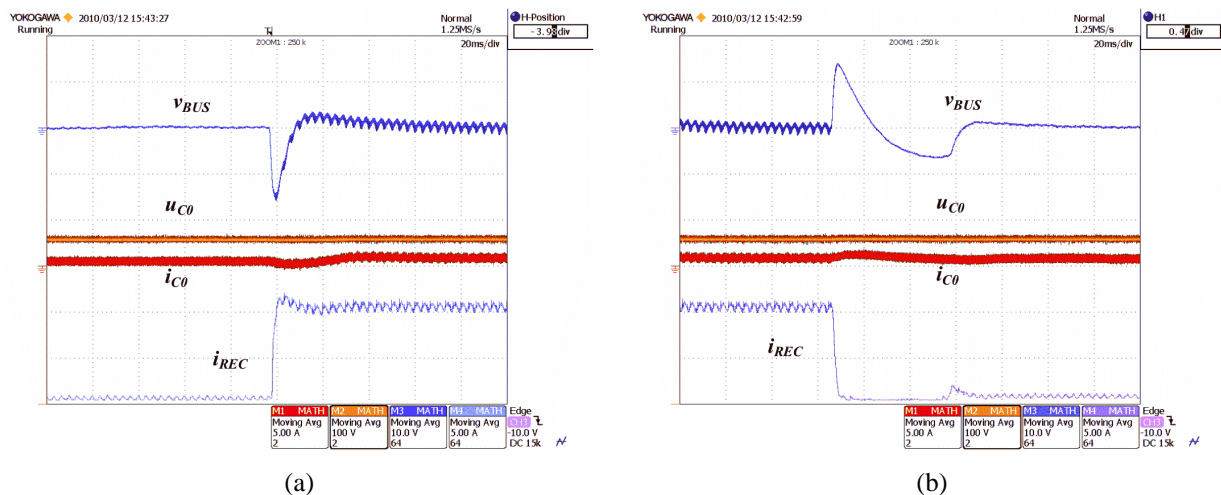 YOKOGAWA 2010/03/12 15:43:27
Normal
Running
1.25MS/s
H-Position
-3.98div
ZOOM1 : 250 k
20ms/div
vBUS
uC0
iC0
iREC
M1 MATH
Moving Avg
5.00 A
2
M2 MATH
Moving Avg
100 V
2
M3 MATH
Moving Avg
10.0 V
64
M4 MATH
Moving Avg
5.00 A
64
Edge
CH3
-10.0 V
DC 15k
(a)
YOKOGAWA 2010/03/12 15:42:59
Normal
Running
1.25MS/s
H1
0.47div
ZOOM1 : 250 k
20ms/div
vBUS
uC0
iC0
iREC
M1 MATH
Moving Avg
5.00 A
2
M2 MATH
Moving Avg
100 V
2
M3 MATH
Moving Avg
10.0 V
64
M4 MATH
Moving Avg
5.00 A
64
Edge
CH3
-10.0 V
DC 15k
(b)